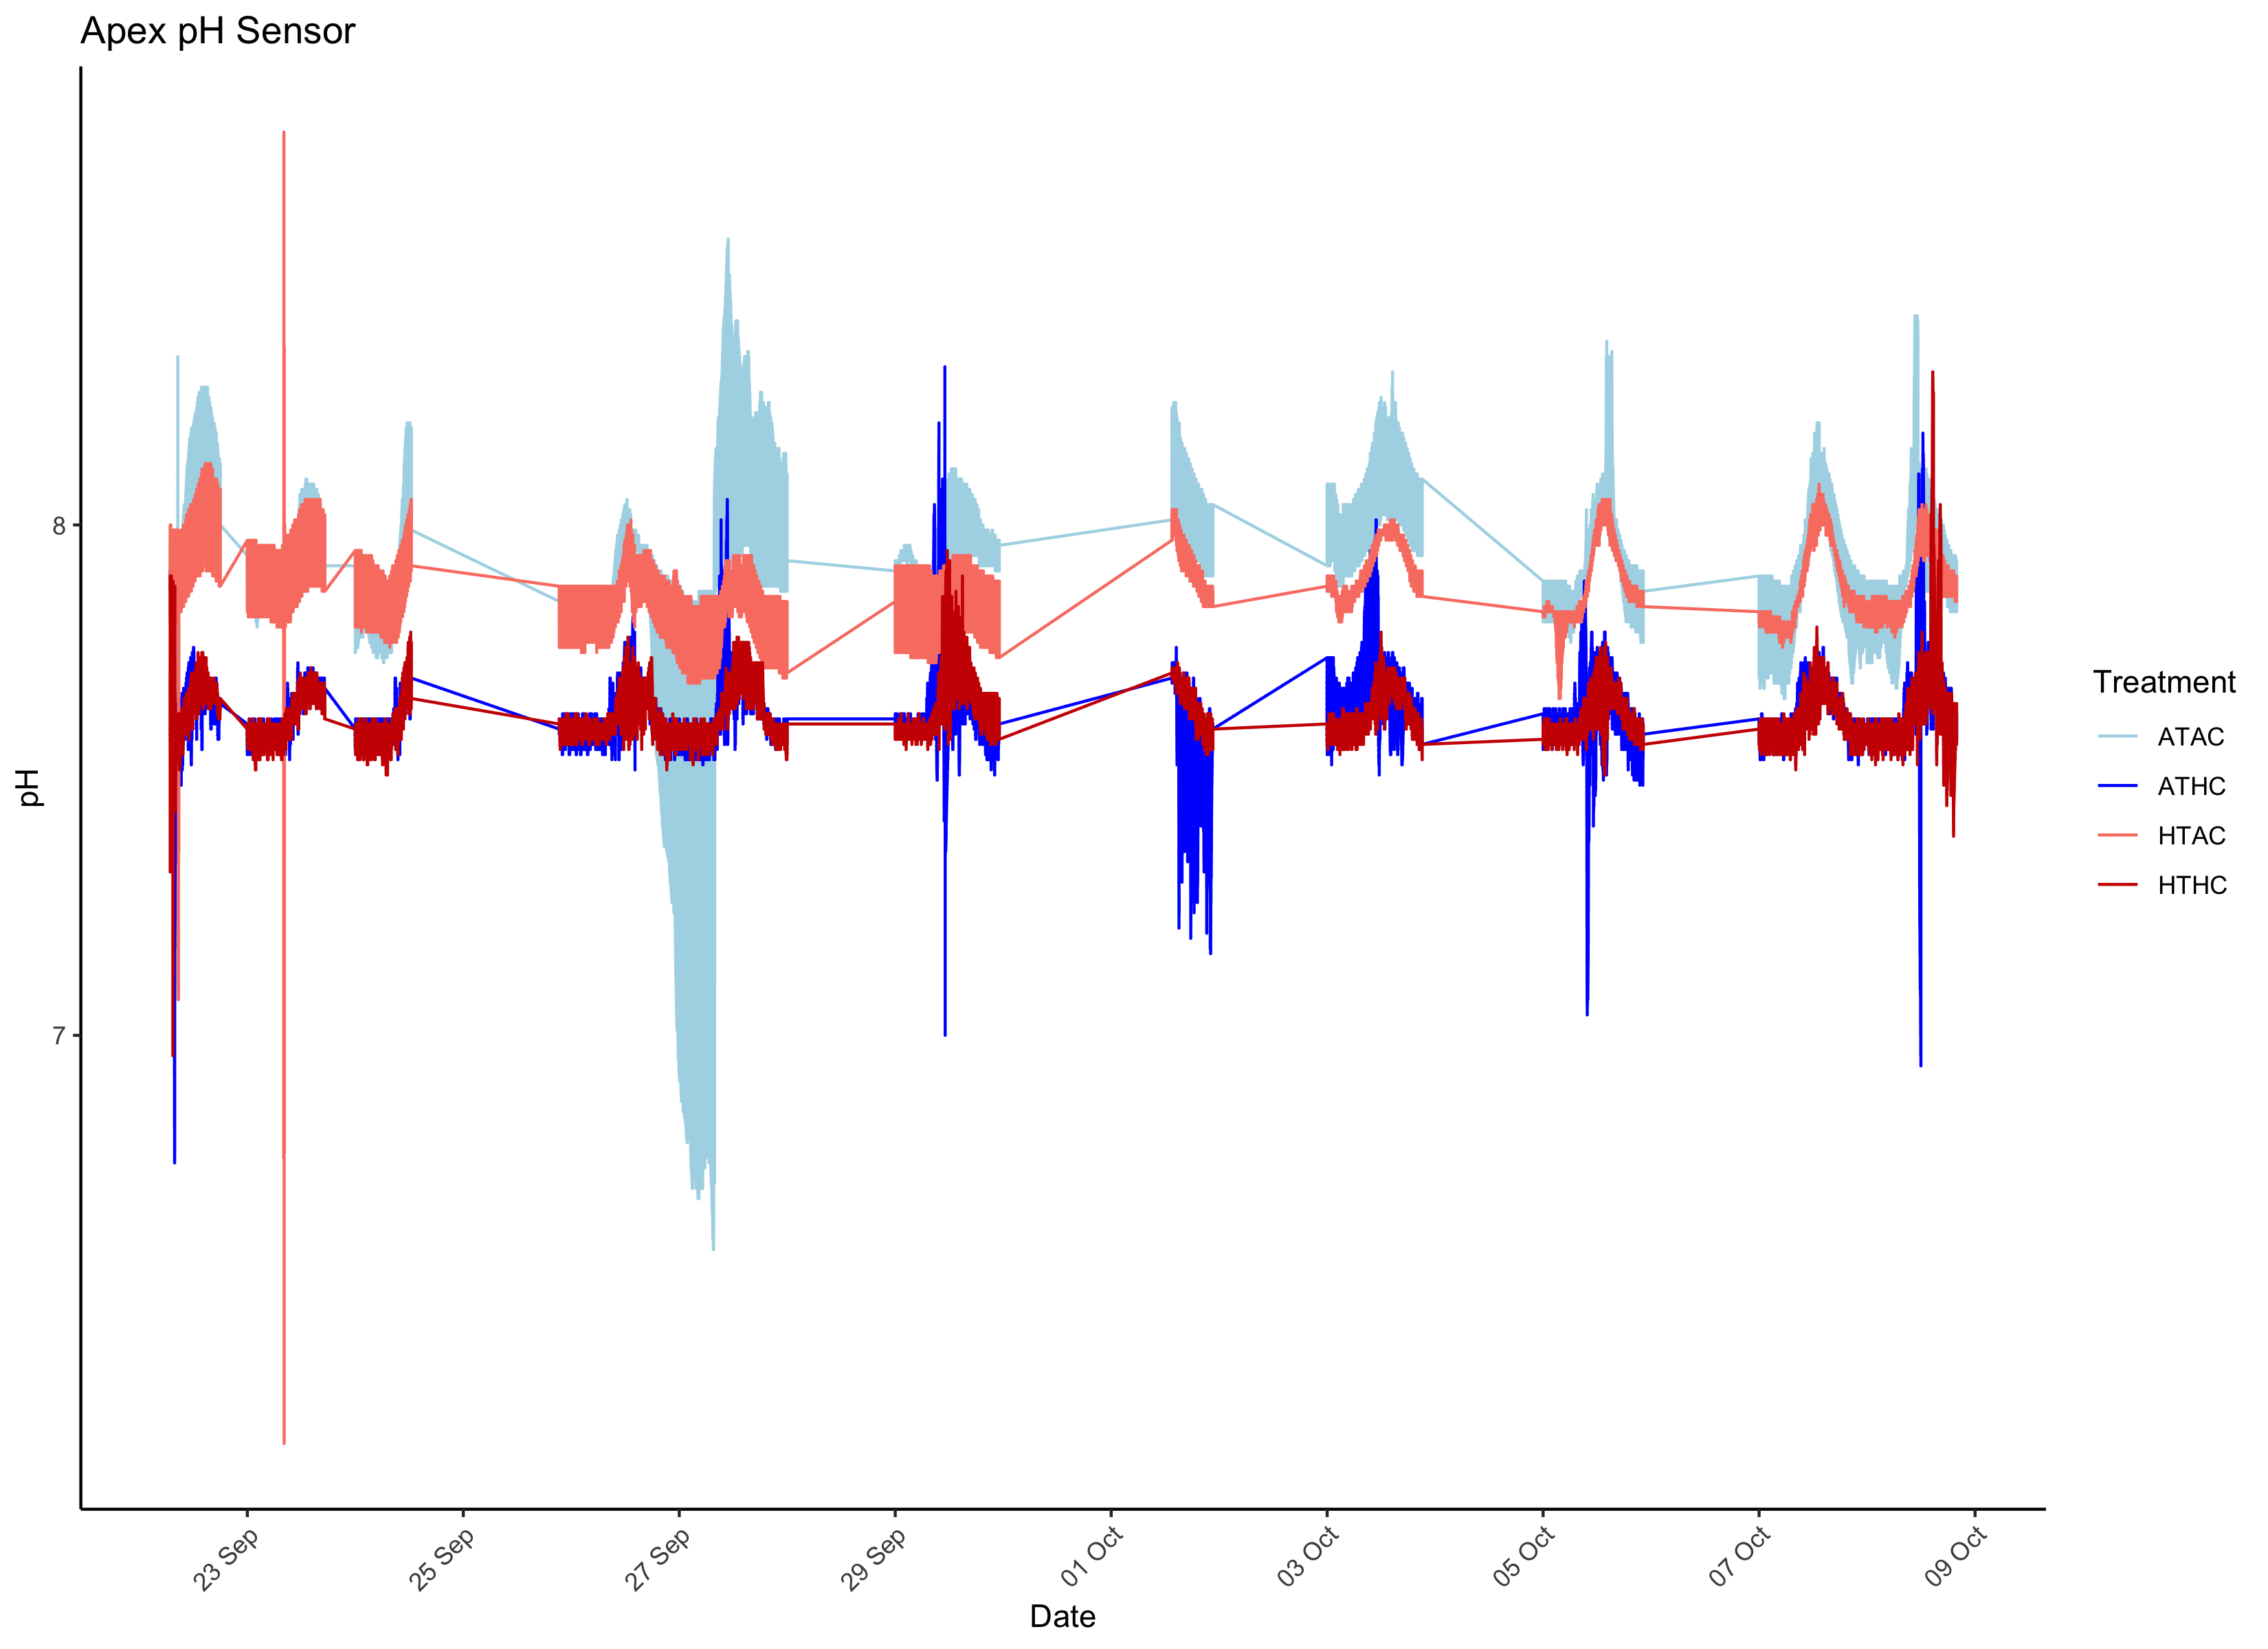 Apex pH Sensor
8
7
pH
23 Sep
25 Sep
27 Sep
29 Sep
01 Oct
03 Oct
05 Oct
07 Oct
09 Oct
Date
Treatment
ATAC
ATHC
HTAC
HTHC